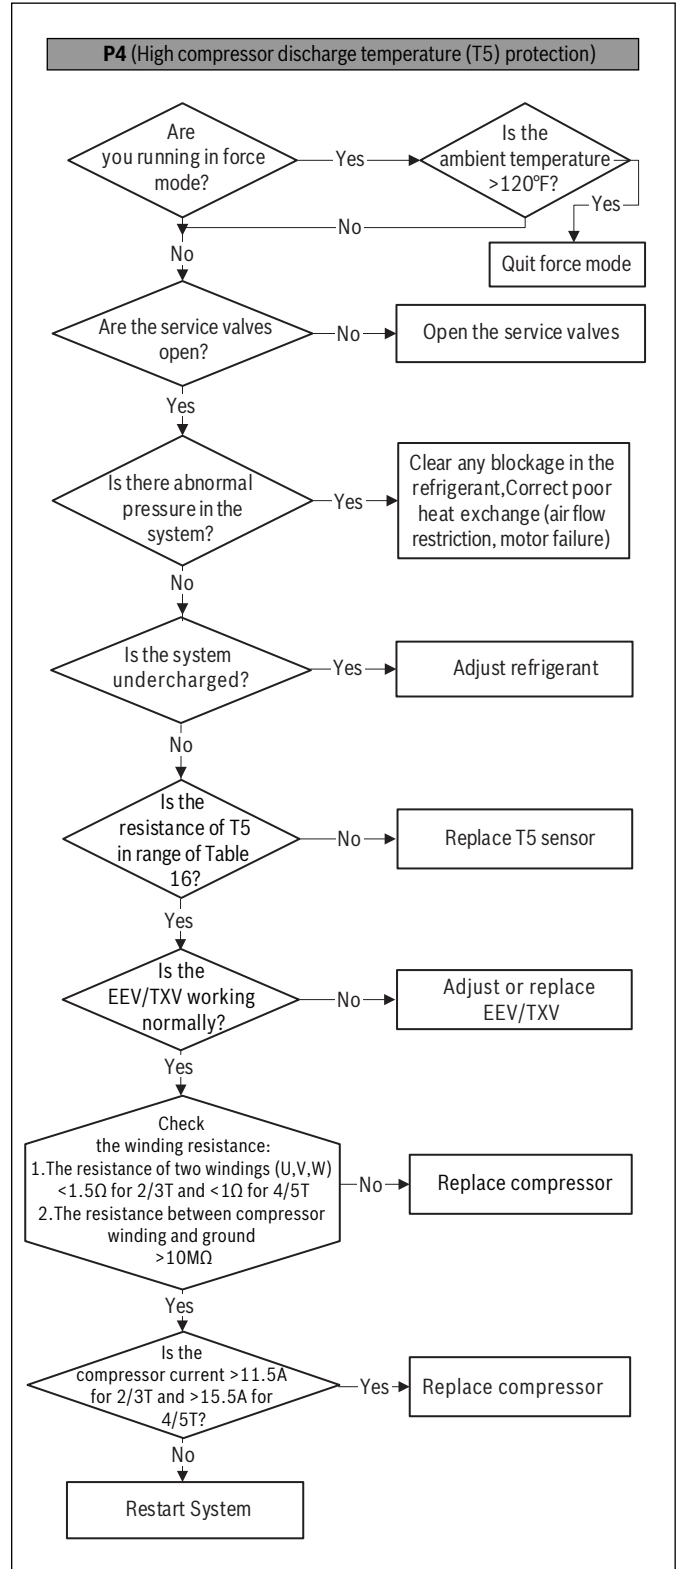 P4 (High compressor discharge temperature (T5) protection)
Are
you running in force
mode?
Yes
Is the
ambient temperature
>120°F?
Yes
No
No
Quit force mode
Are the service valves
open?
No
Open the service valves
Yes
Is there abnormal
pressure in the
system?
Yes
Clear any blockage in the
refrigerant,Correct poor
heat exchange (air flow
restriction, motor failure)
No
Is the system
undercharged?
Yes
Adjust refrigerant
No
Is the
resistance of T5
in range of Table
16?
No
Replace T5 sensor
Yes
Is the
EEV/TXV working
normally?
No
Adjust or replace
EEV/TXV
Yes
Check
the winding resistance:
1.The resistance of two windings (U,V,W)
<1.5Ω for 2/3T and <1Ω for 4/5T
2.The resistance between compressor
winding and ground
>10MΩ
No
Replace compressor
Yes
Is the
compressor current >11.5A
for 2/3T and >15.5A for
4/5T?
Yes
Replace compressor
No
Restart System